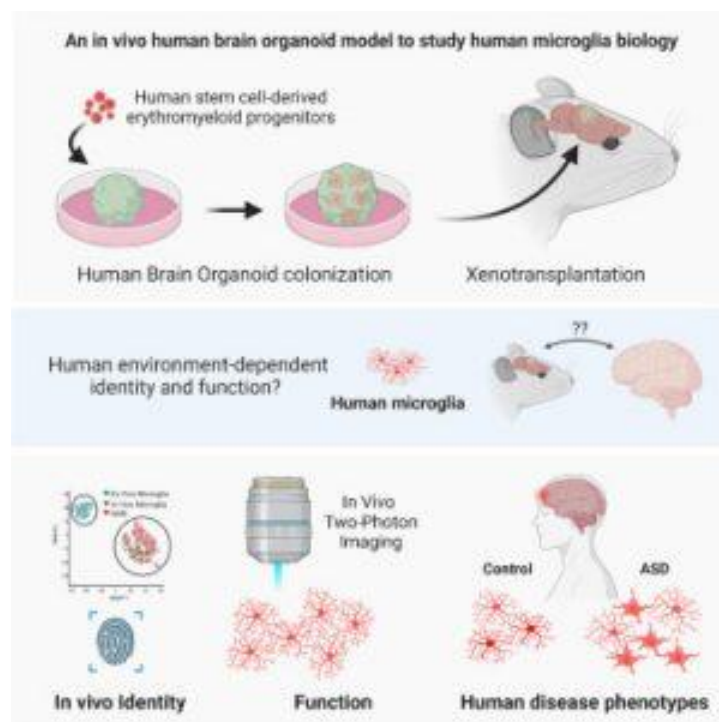 An in vivo human brain organoid model to study human microglia biology
Human stem cell-derived
erythromyeloid progenitors
Human Brain Organoid colonization
Xenotransplantation
Human environment-dependent
identity and function?
Human microglia
??
In Vivo
Two-Photon
Imaging
Control
ASD
In vivo Identity
Function
Human disease phenotypes